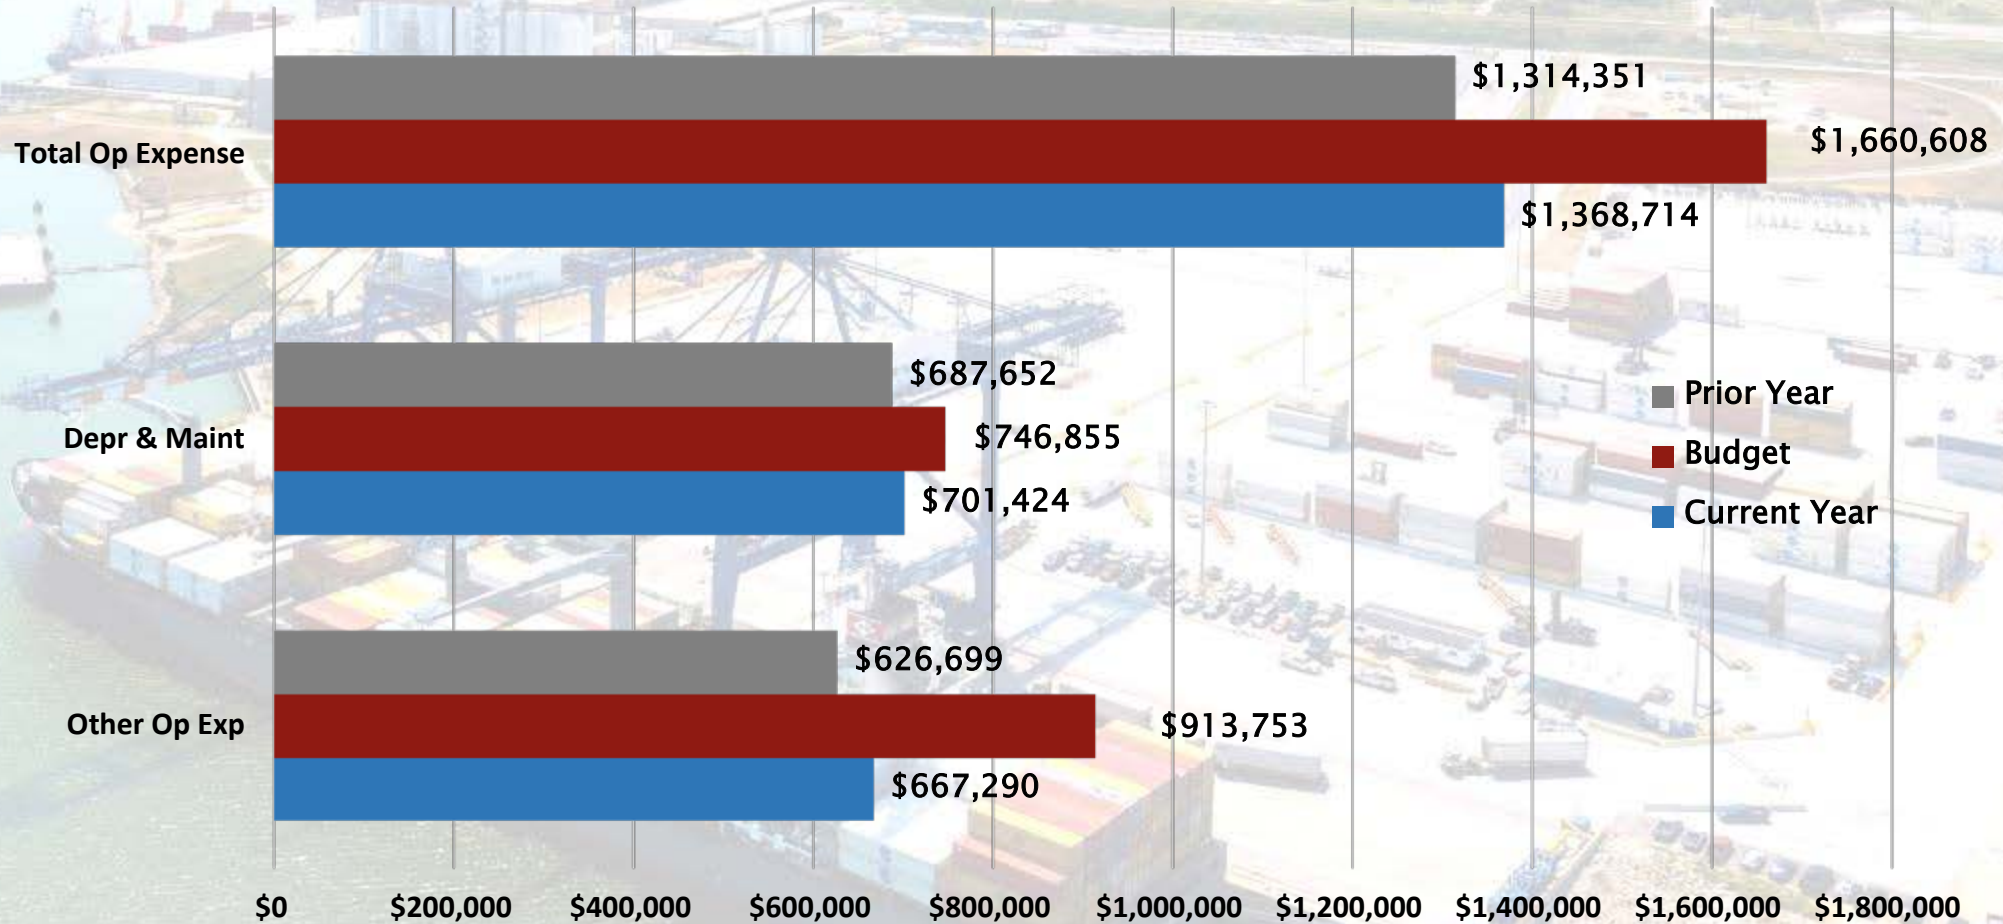 $1,314,351
Total Op Expense
$1,660,608
$1,368,714
$687,652
Depr & Maint
$746,855
$701,424
Prior Year
Budget
Current Year
$626,699
Other Op Exp
$913,753
$667,290
$0 $200,000 $400,000 $600,000 $800,000 $1,000,000 $1,200,000 $1,400,000 $1,600,000 $1,800,000